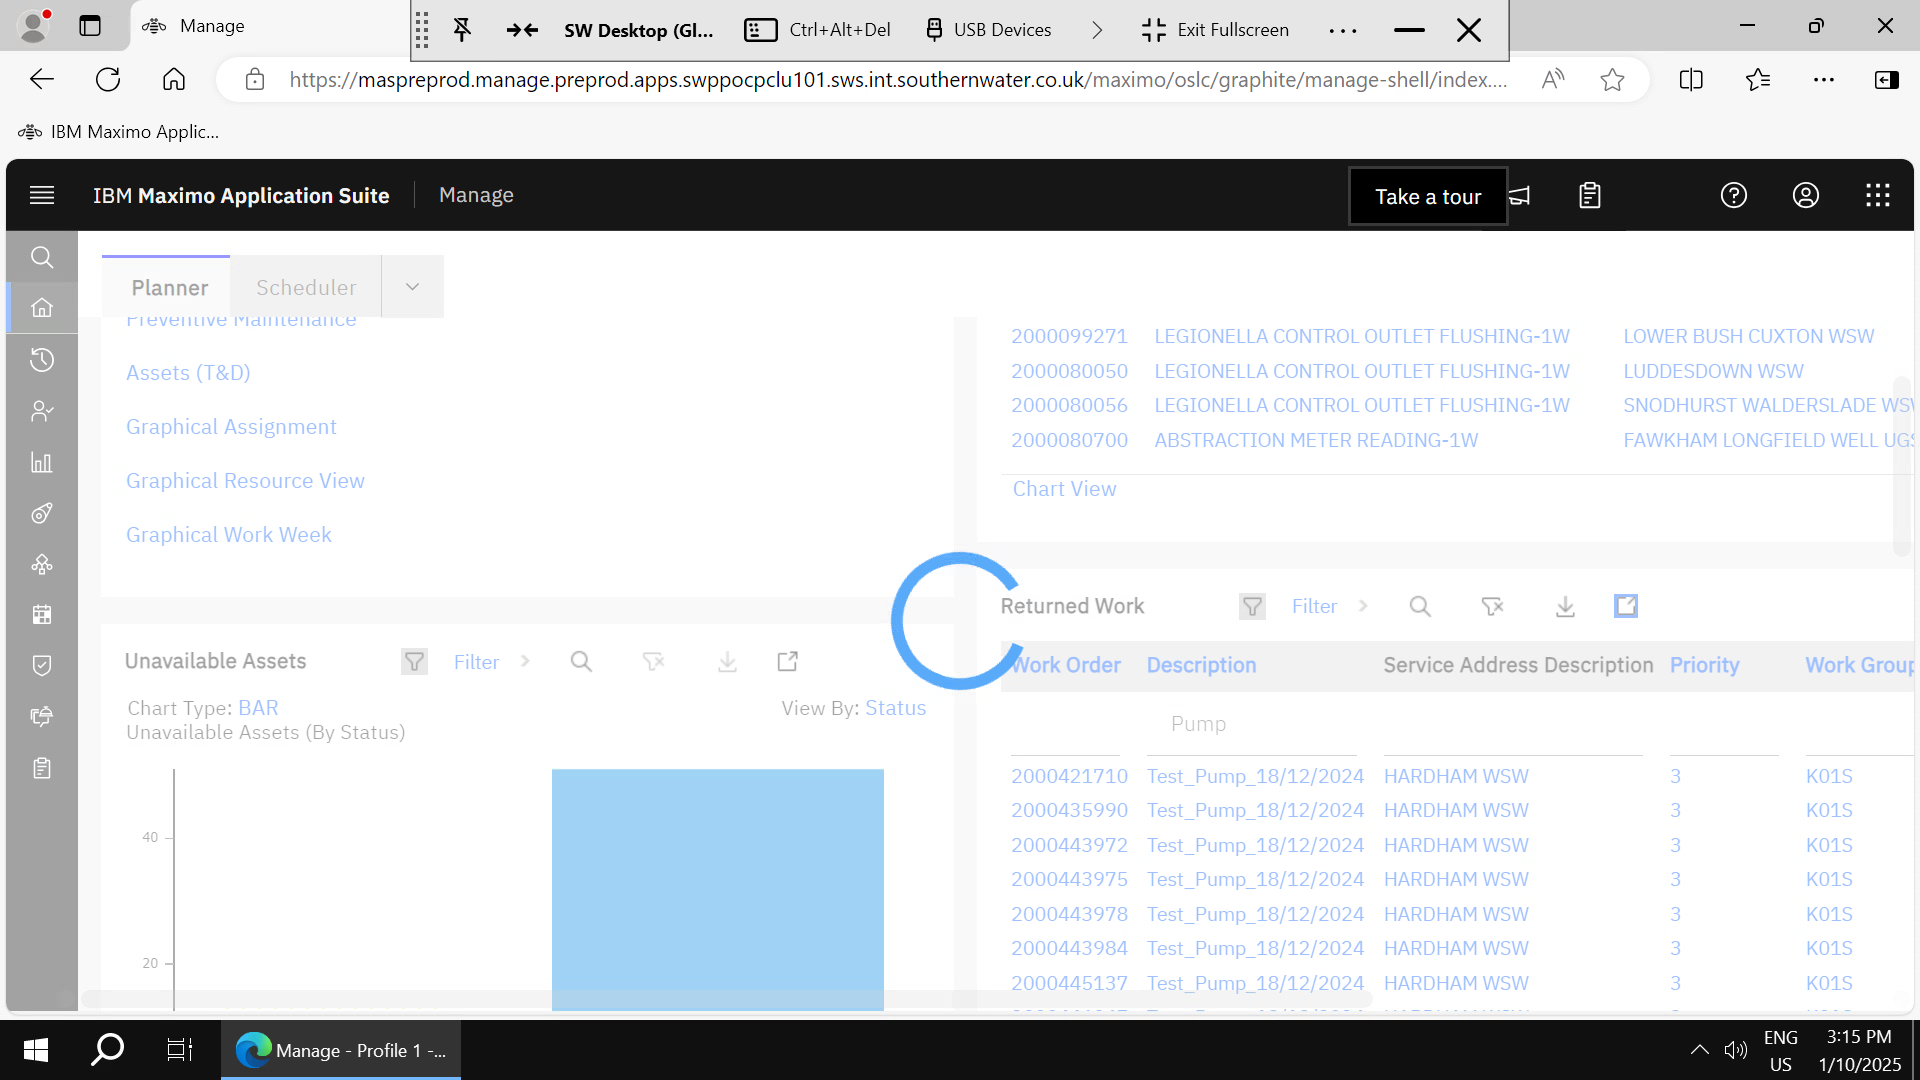 Manage
SW Desktop (Gl...
Ctrl+Alt+Del
USB Devices
Exit Fullscreen
https://maspreprod.manage.preprod.apps.swppocpclu101.sws.int.southernwater.co.uk/maximo/oslc/graphite/manage-shell/index....
IBM Maximo Applic...
IBM Maximo Application Suite
Manage
Take a tour
Planner
Scheduler
Preventive Maintenance
Assets (T&D)
Graphical Assignment
Graphical Resource View
Graphical Work Week
2000099271 LEGIONELLA CONTROL OUTLET FLUSHING-1W LOWER BUSH CUXTON WSW
2000080050 LEGIONELLA CONTROL OUTLET FLUSHING-1W LUDDESDOWN WSW
2000080056 LEGIONELLA CONTROL OUTLET FLUSHING-1W SNODHURST WALDERSLADE WSW
2000080700 ABSTRACTION METER READING-1W FAWKHAM LONGFIELD WELL UGS
Chart View
Unavailable Assets
Filter
Chart Type: BAR
View By: Status
Unavailable Assets (By Status)
40
20
Returned Work
Filter
Work Order Description Service Address Description Priority Work Group
Pump
2000421710 Test_Pump_18/12/2024 HARDHAM WSW 3 K01S
2000435990 Test_Pump_18/12/2024 HARDHAM WSW 3 K01S
2000443972 Test_Pump_18/12/2024 HARDHAM WSW 3 K01S
2000443975 Test_Pump_18/12/2024 HARDHAM WSW 3 K01S
2000443978 Test_Pump_18/12/2024 HARDHAM WSW 3 K01S
2000443984 Test_Pump_18/12/2024 HARDHAM WSW 3 K01S
2000445137 Test_Pump_18/12/2024 HARDHAM WSW 3 K01S
Manage - Profile 1 -...
ENG
US
3:15 PM
1/10/2025